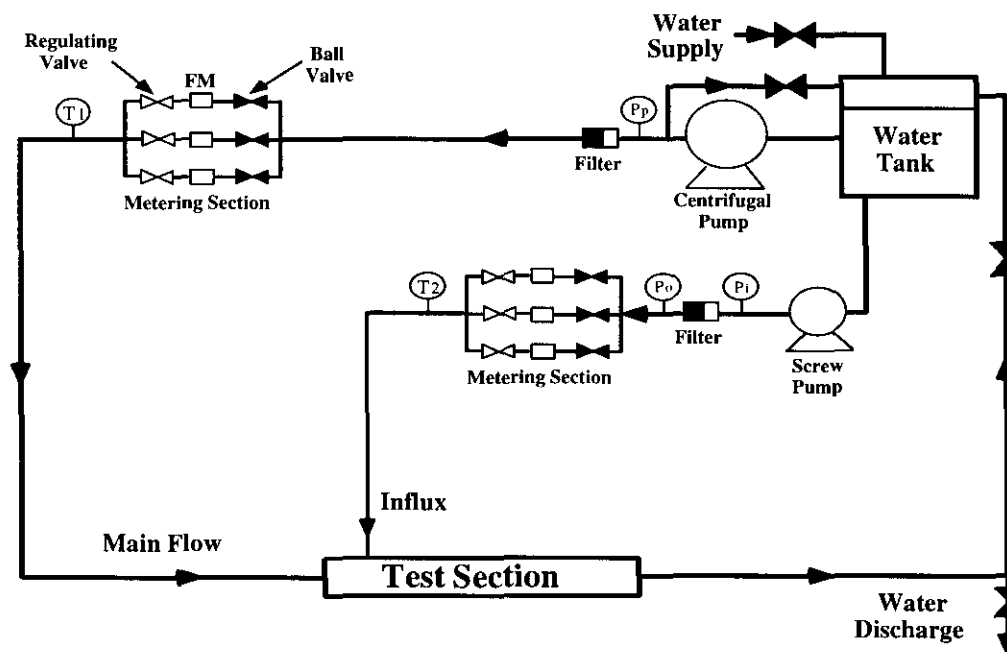 Water
Supply
Regulating
Valve
Ball
Valve
FM
T1
Pp
Filter
Centrifugal
Pump
Water
Tank
Metering Section
T2
Po
Pi
Filter
Screw
Pump
Metering Section
Influx
Main Flow
Test Section
Water
Discharge